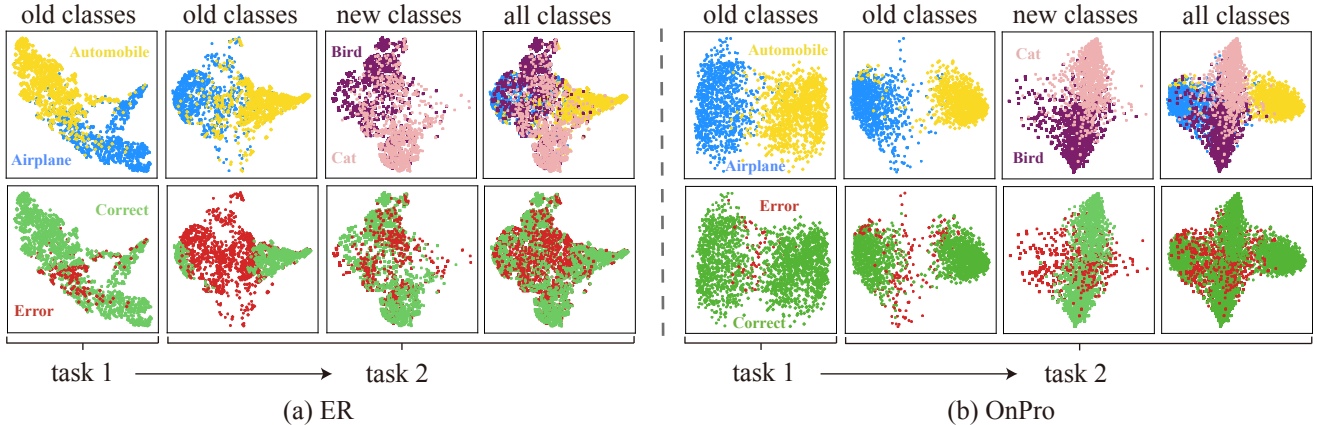 old classes old classes new classes all classes
Automobile
Airplane
Bird
Cat
Correct
Error
task 1 task 2
(a) ER
old classes old classes new classes all classes
Automobile
Airplane
Cat
Bird
Error
Correct
task 1 task 2
(b) OnPro